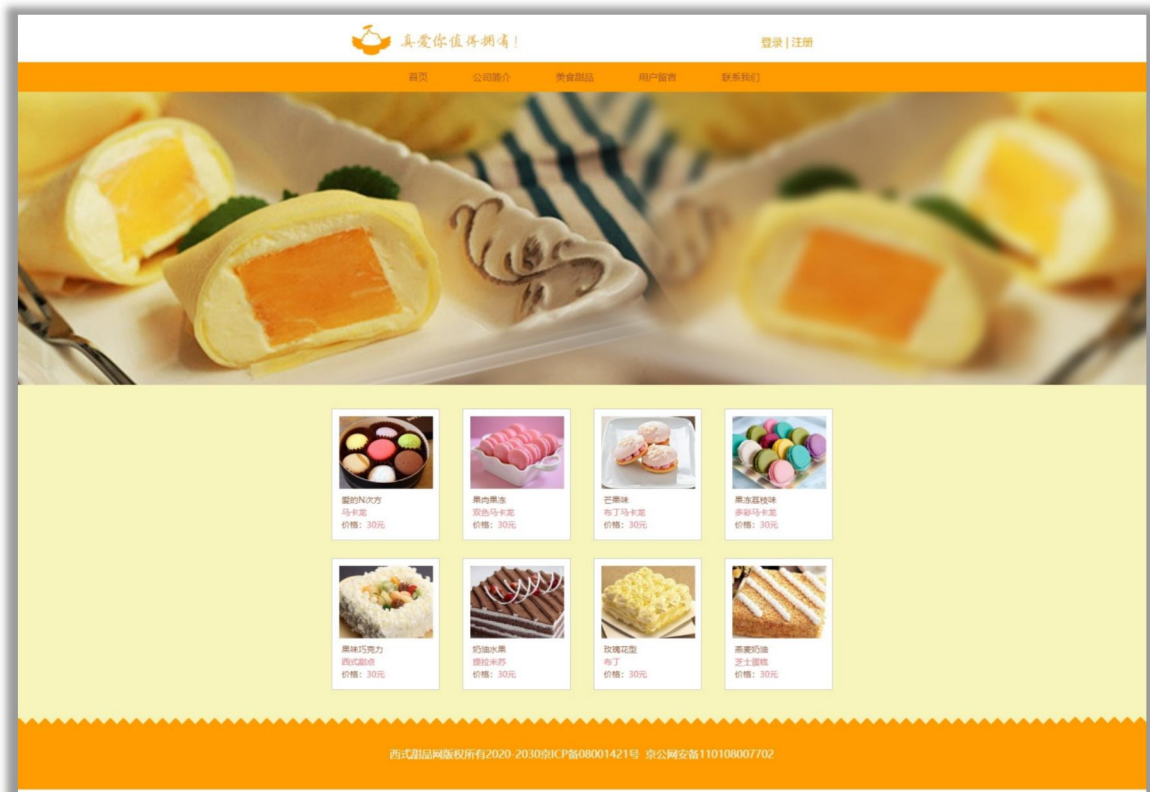 真爱你值得拥有!
登录 | 注册
首页 公司简介 美食甜品 用户留言 联系我们
爱的N次方
马卡龙
价格:30元
果肉果冻
双色马卡龙
价格:30元
芒果味
布丁马卡龙
价格:30元
果冻荔枝味
多彩马卡龙
价格:30元
果味巧克力
西式甜点
价格:30元
奶油水果
提拉米苏
价格:30元
玫瑰花型
布丁
价格:30元
燕麦奶油
芝士蛋糕
价格:30元
西式甜品网版权所有2020-2030京ICP备08001421号 京公网安备110108007702